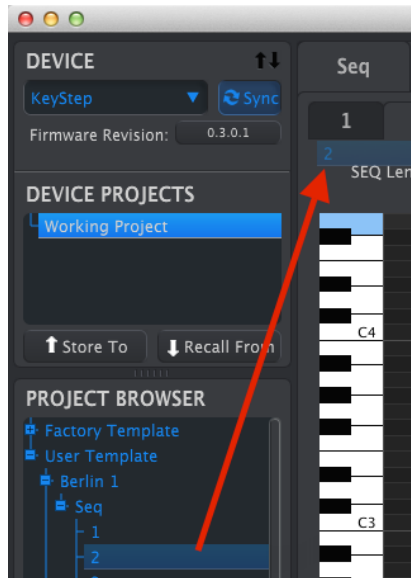 DEVICE
Seq
KeyStep
Sync
1
Firmware Revision:
0.3.0.1
2
SEQ Len
DEVICE PROJECTS
Working Project
Store To
Recall From
C4
PROJECT BROWSER
Factory Template
User Template
Berlin 1
Seq
1
C3
2